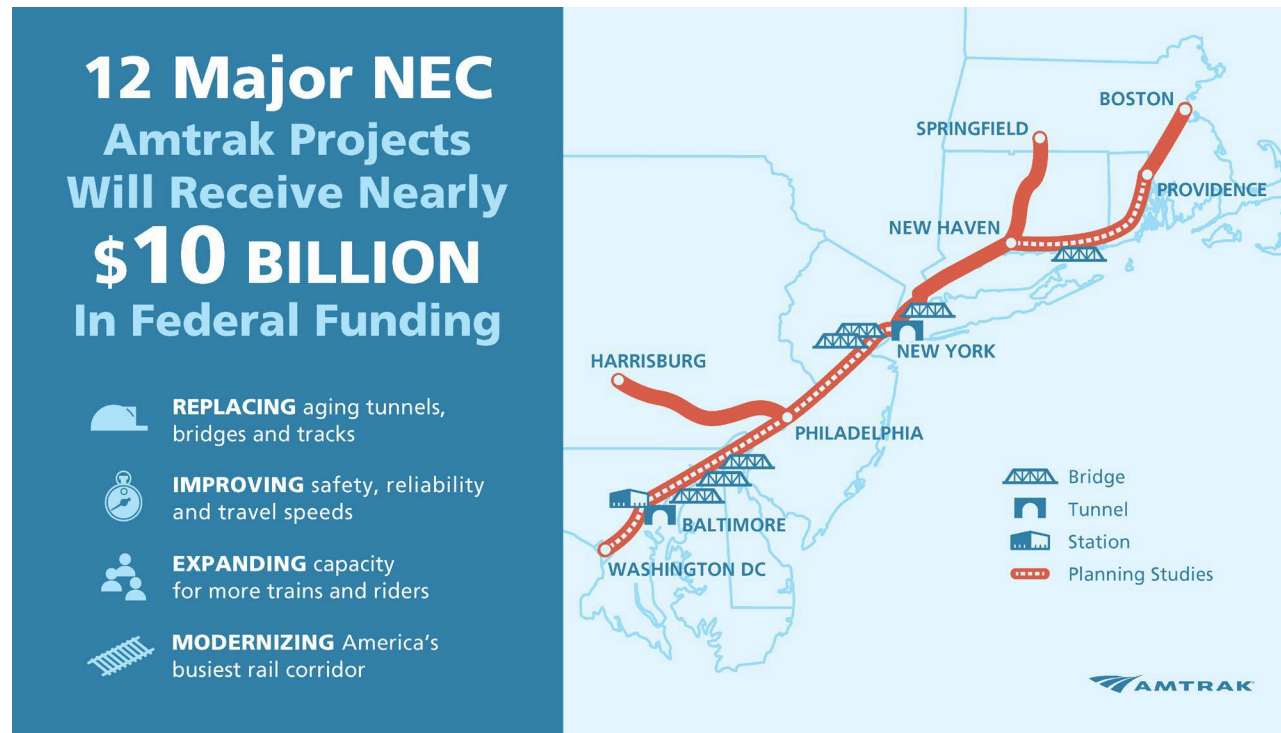 12 Major NEC
Amtrak Projects
Will Receive Nearly
$10 BILLION
In Federal Funding
REPLACING aging tunnels,
bridges and tracks
IMPROVING safety, reliability
and travel speeds
EXPANDING capacity
for more trains and riders
MODERNIZING America's
busiest rail corridor
BOSTON
SPRINGFIELD
PROVIDENCE
NEW HAVEN
NEW YORK
HARRISBURG
PHILADELPHIA
BALTIMORE
WASHINGTON DC
Bridge
Tunnel
Station
Planning Studies
AMTRAK